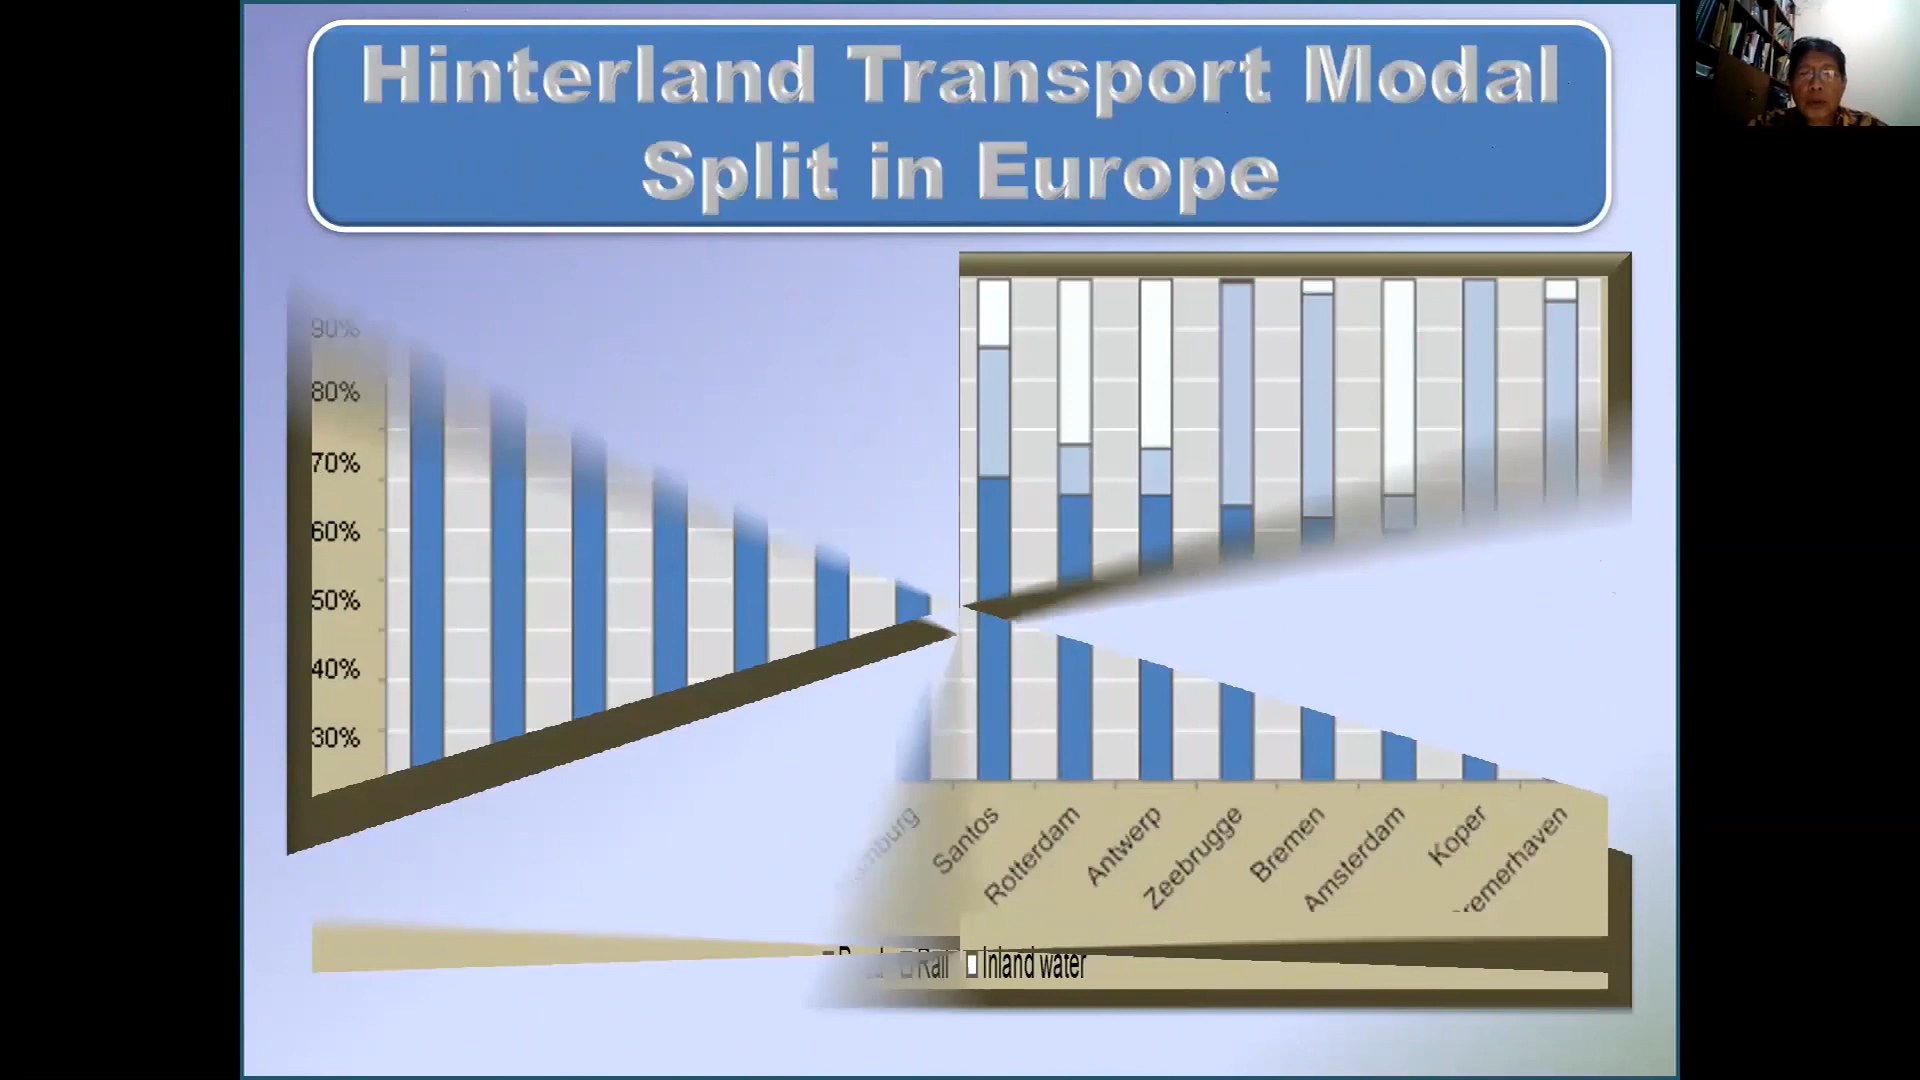 Hinterland Transport Modal
Split in Europe
90%
80%
70%
60%
50%
40%
30%
Santos
Rotterdam
Antwerp
Zeebrugge
Bremen
Amsterdam
Koper
Rail
Inland water